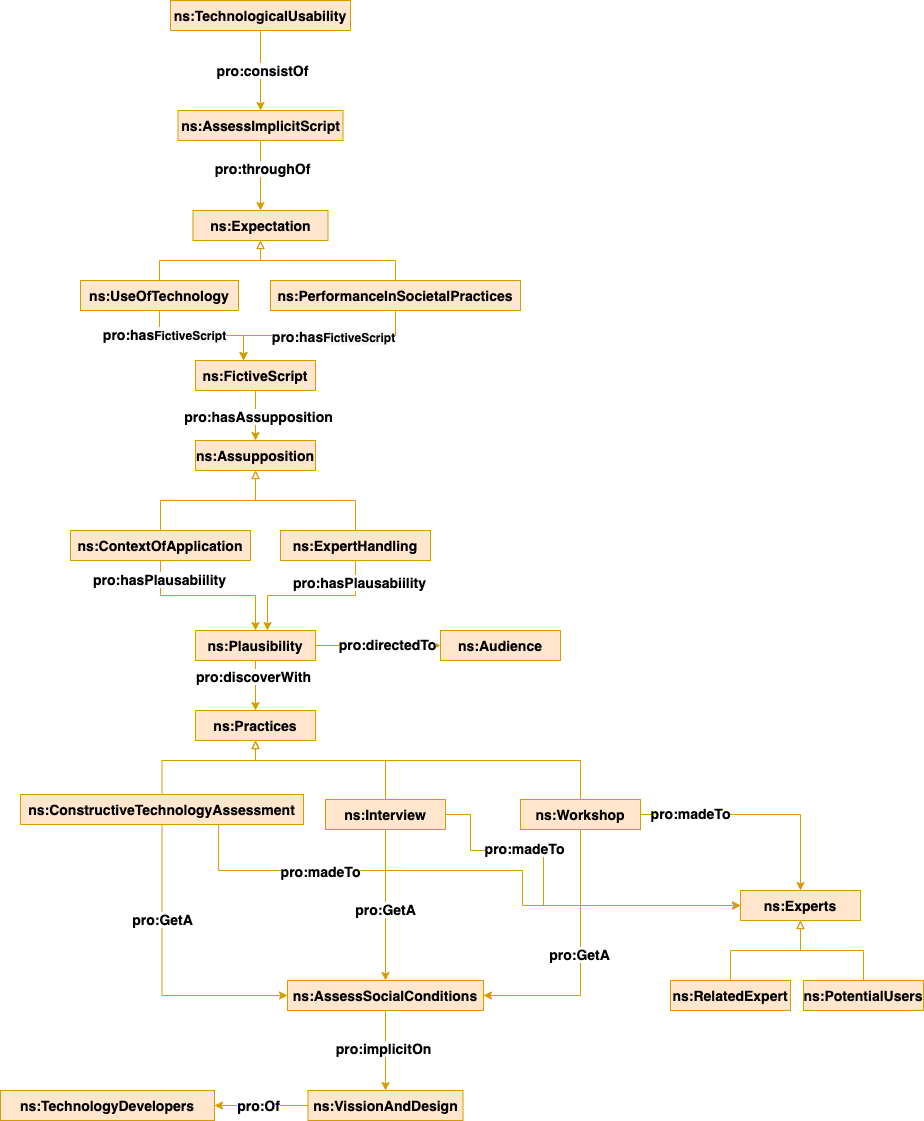 ns:TechnologicalUsability
pro:consistOf
ns:AssessImplicitScript
pro:throughOf
ns:Expectation
ns:UseOfTechnology
ns:PerformanceInSocietalPractices
pro:hasFictiveScript
pro:hasFictiveScript
ns:FictiveScript
pro:hasAssupposition
ns:Assupposition
ns:ContextOfApplication
ns:ExpertHandling
pro:hasPlausabiility
pro:hasPlausabiility
ns:Plausibility
pro:directedTo
ns:Audience
pro:discoverWith
ns:Practices
ns:ConstructiveTechnologyAssessment
ns:Interview
ns:Workshop
pro:madeTo
pro:madeTo
pro:madeTo
ns:Experts
pro:GetA
pro:GetA
pro:GetA
ns:AssessSocialConditions
ns:RelatedExpert
ns:PotentialUsers
pro:implicitOn
ns:TechnologyDevelopers
pro:Of
ns:VissionAndDesign